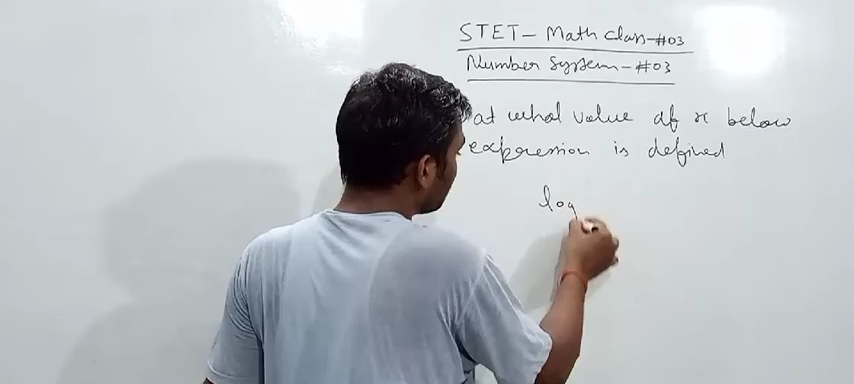 STET- Math Class-#03
Number System-#03
at what value of x below
expression is defined
log